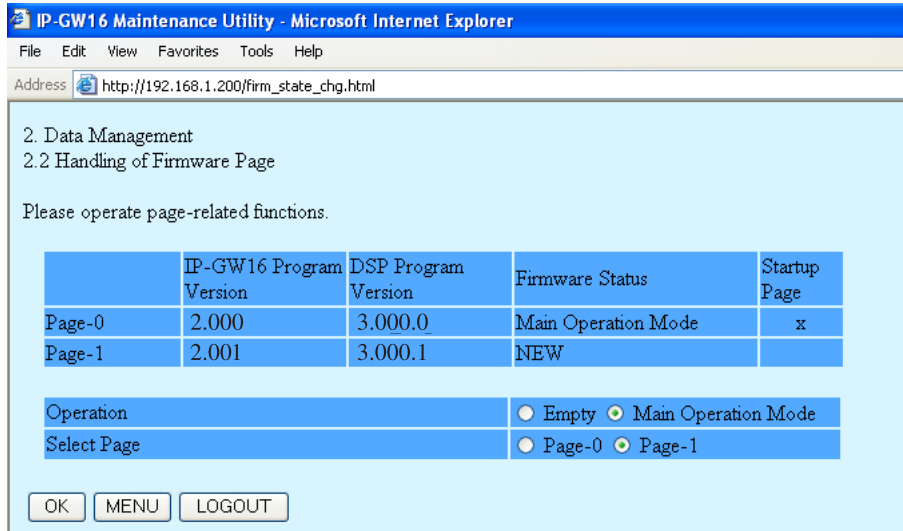 IP-GW16 Maintenance Utility - Microsoft Internet Explorer
File Edit View Favorites Tools Help
Address http://192.168.1.200/firm_state_chg.html
2. Data Management
2.2 Handling of Firmware Page
Please operate page-related functions.
IP-GW16 Program Version DSP Program Version Firmware Status Startup Page
Page-0 2.000 3.000.0 Main Operation Mode x
Page-1 2.001 3.000.1 NEW
Operation Empty Main Operation Mode
Select Page Page-0 Page-1
OK MENU LOGOUT